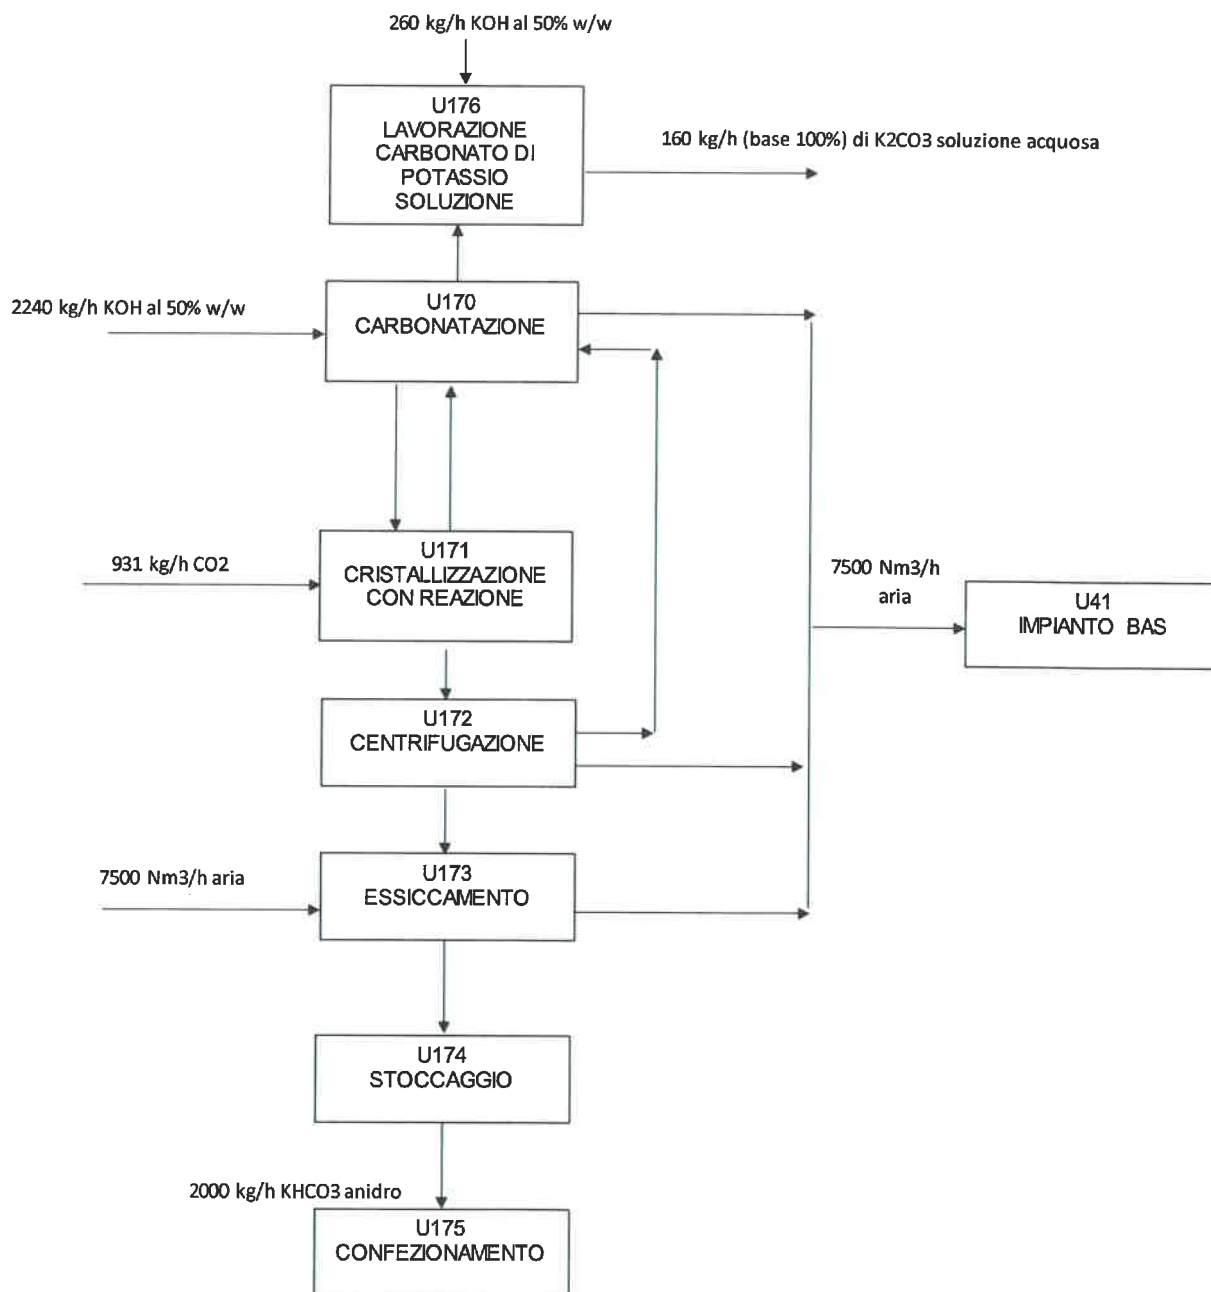 260 kg/h KOH al 50% w/w
U176
LAVORAZIONE
CARBONATO DI
POTASSIO
SOLUZIONE
160 kg/h (base 100%) di K2CO3 soluzione acquosa
2240 kg/h KOH al 50% w/w
U170
CARBONATAZIONE
931 kg/h CO2
U171
CRISTALLIZZAZIONE
CON REAZIONE
7500 Nm3/h
aria
U41
IMPIANTO BAS
U172
CENTRIFUGAZIONE
7500 Nm3/h aria
U173
ESSICCAMENTO
U174
STOCCAGGIO
2000 kg/h KHCO3 anidro
U175
CONFEZIONAMENTO